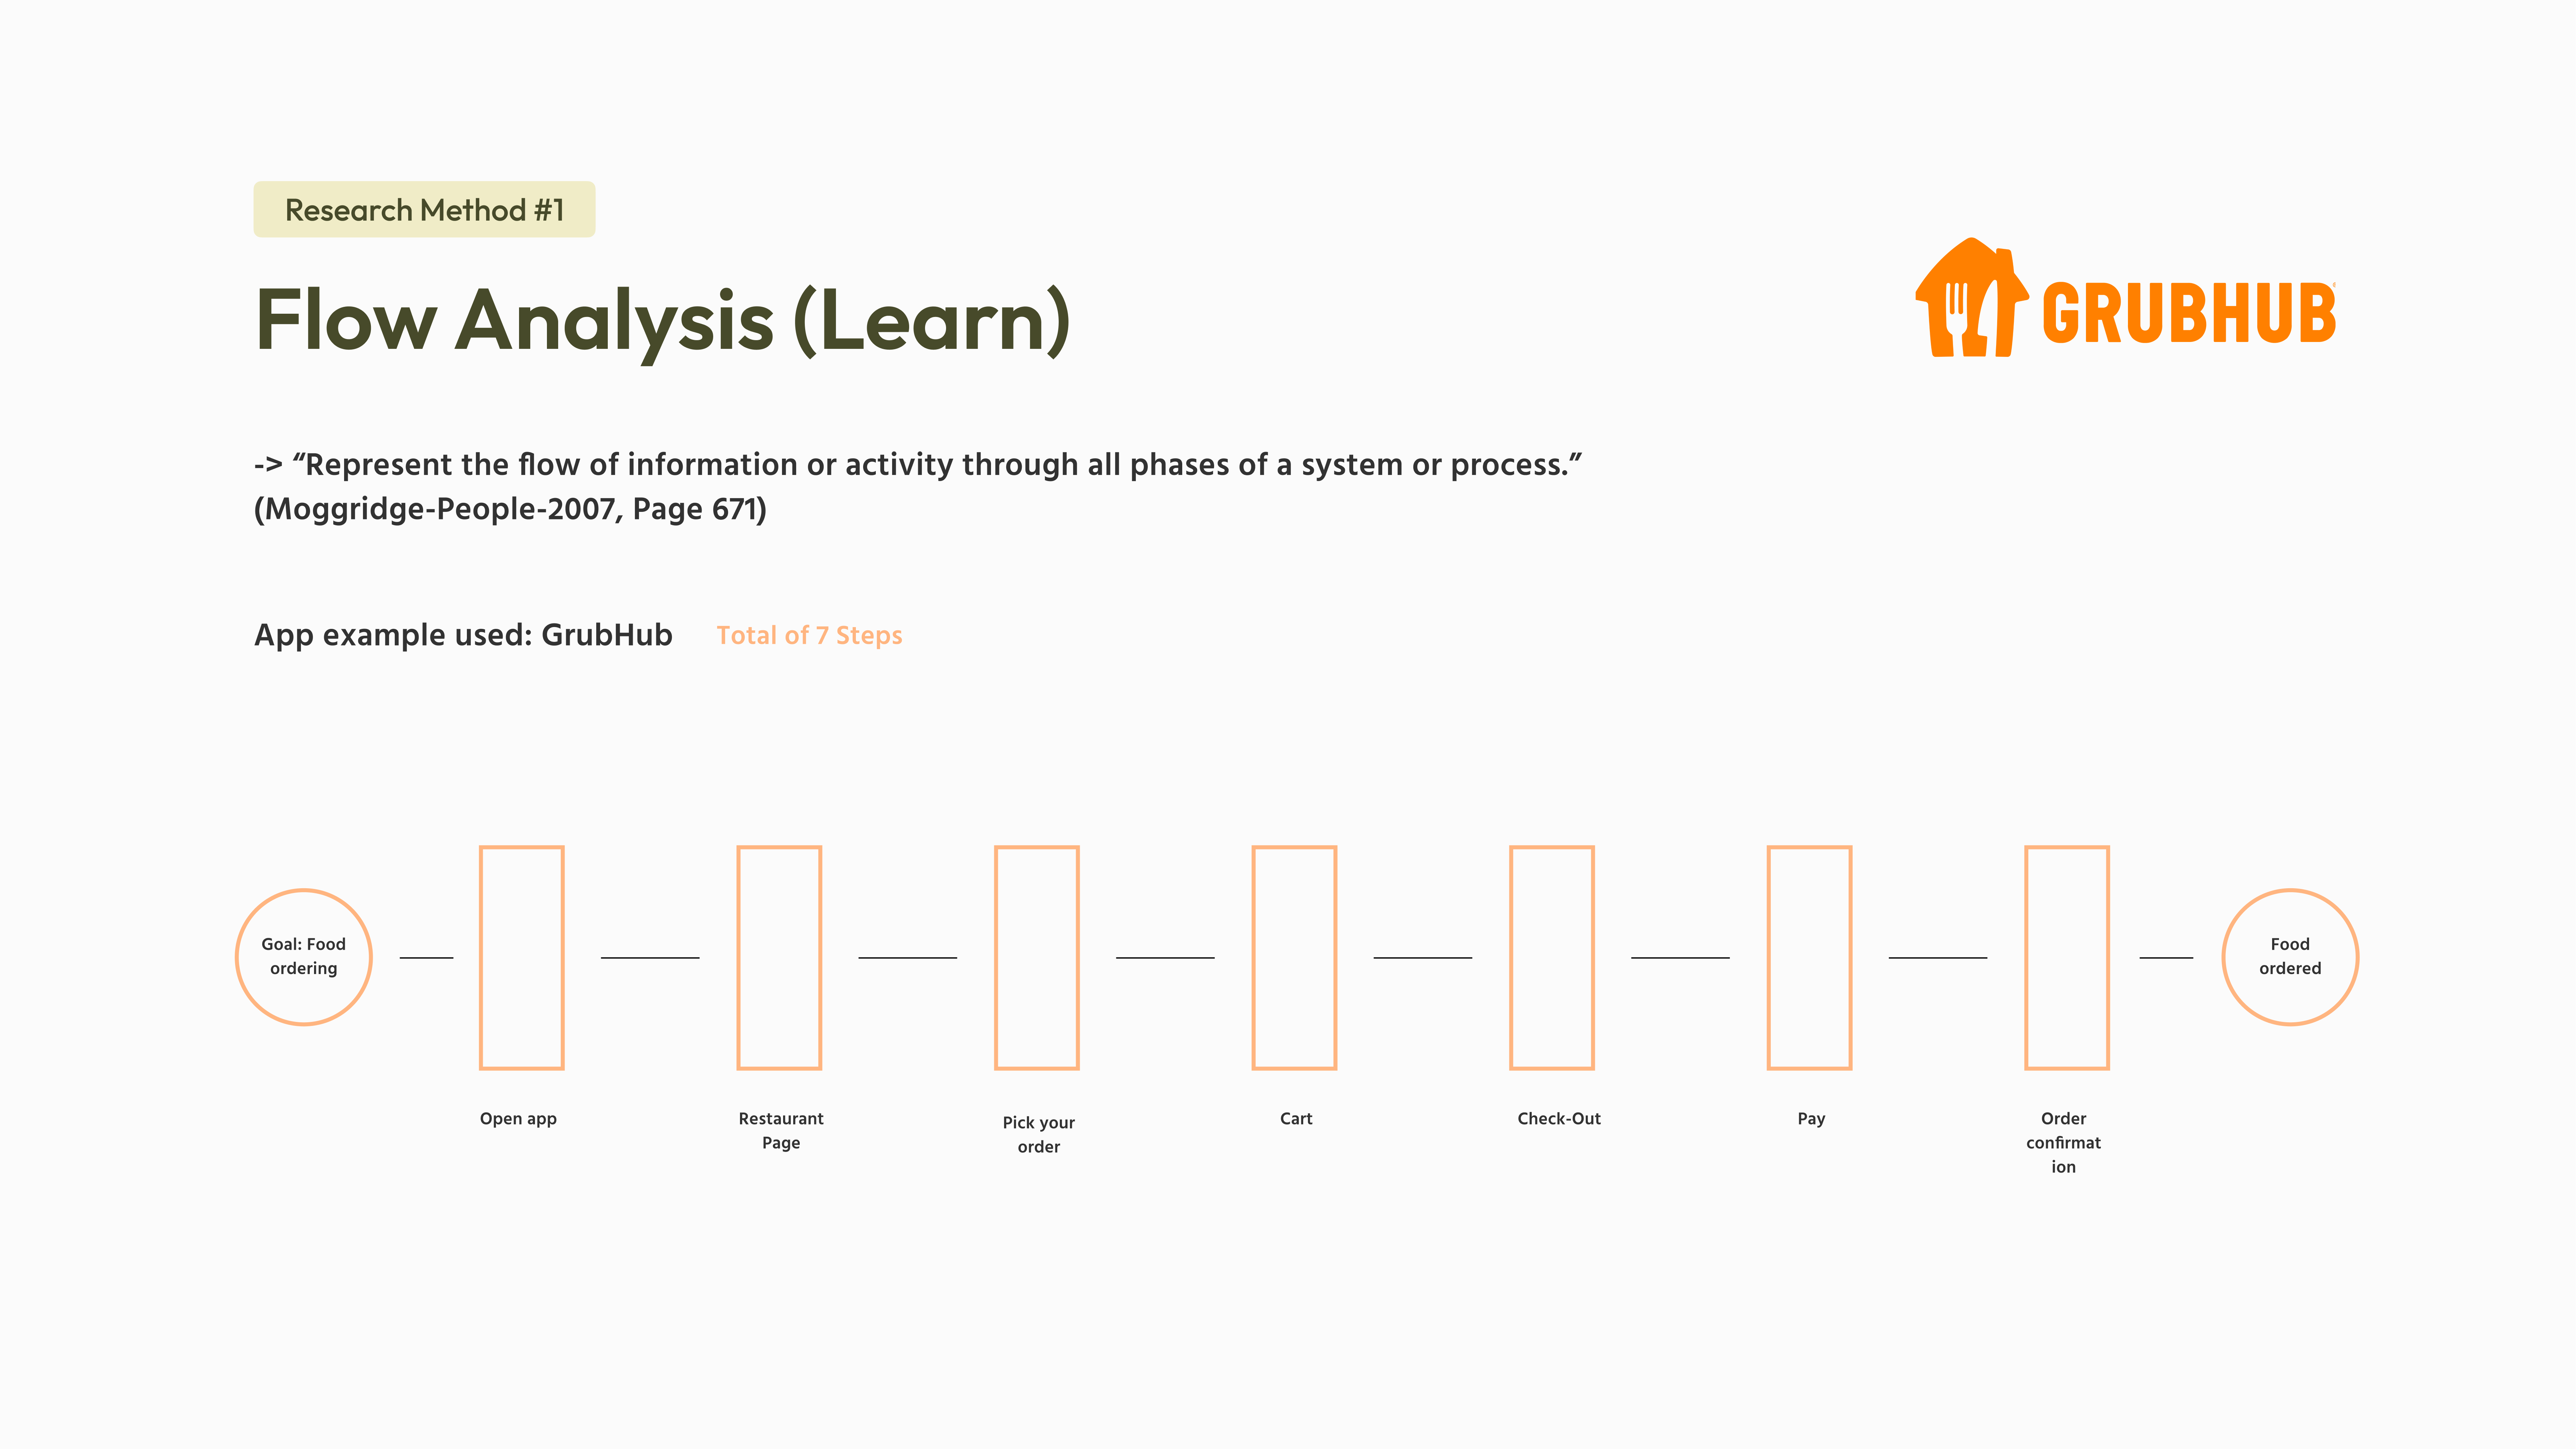 Research Method #1
Flow Analysis (Learn)
GRUBHUB
-> “Represent the flow of information or activity through all phases of a system or process.”
(Moggridge-People-2007, Page 671)
App example used: GrubHub
Total of 7 Steps
Goal: Food
ordering
Food
ordered
Open app
Restaurant
Page
Pick your
order
Cart
Check-Out
Pay
Order
confirmat
ion